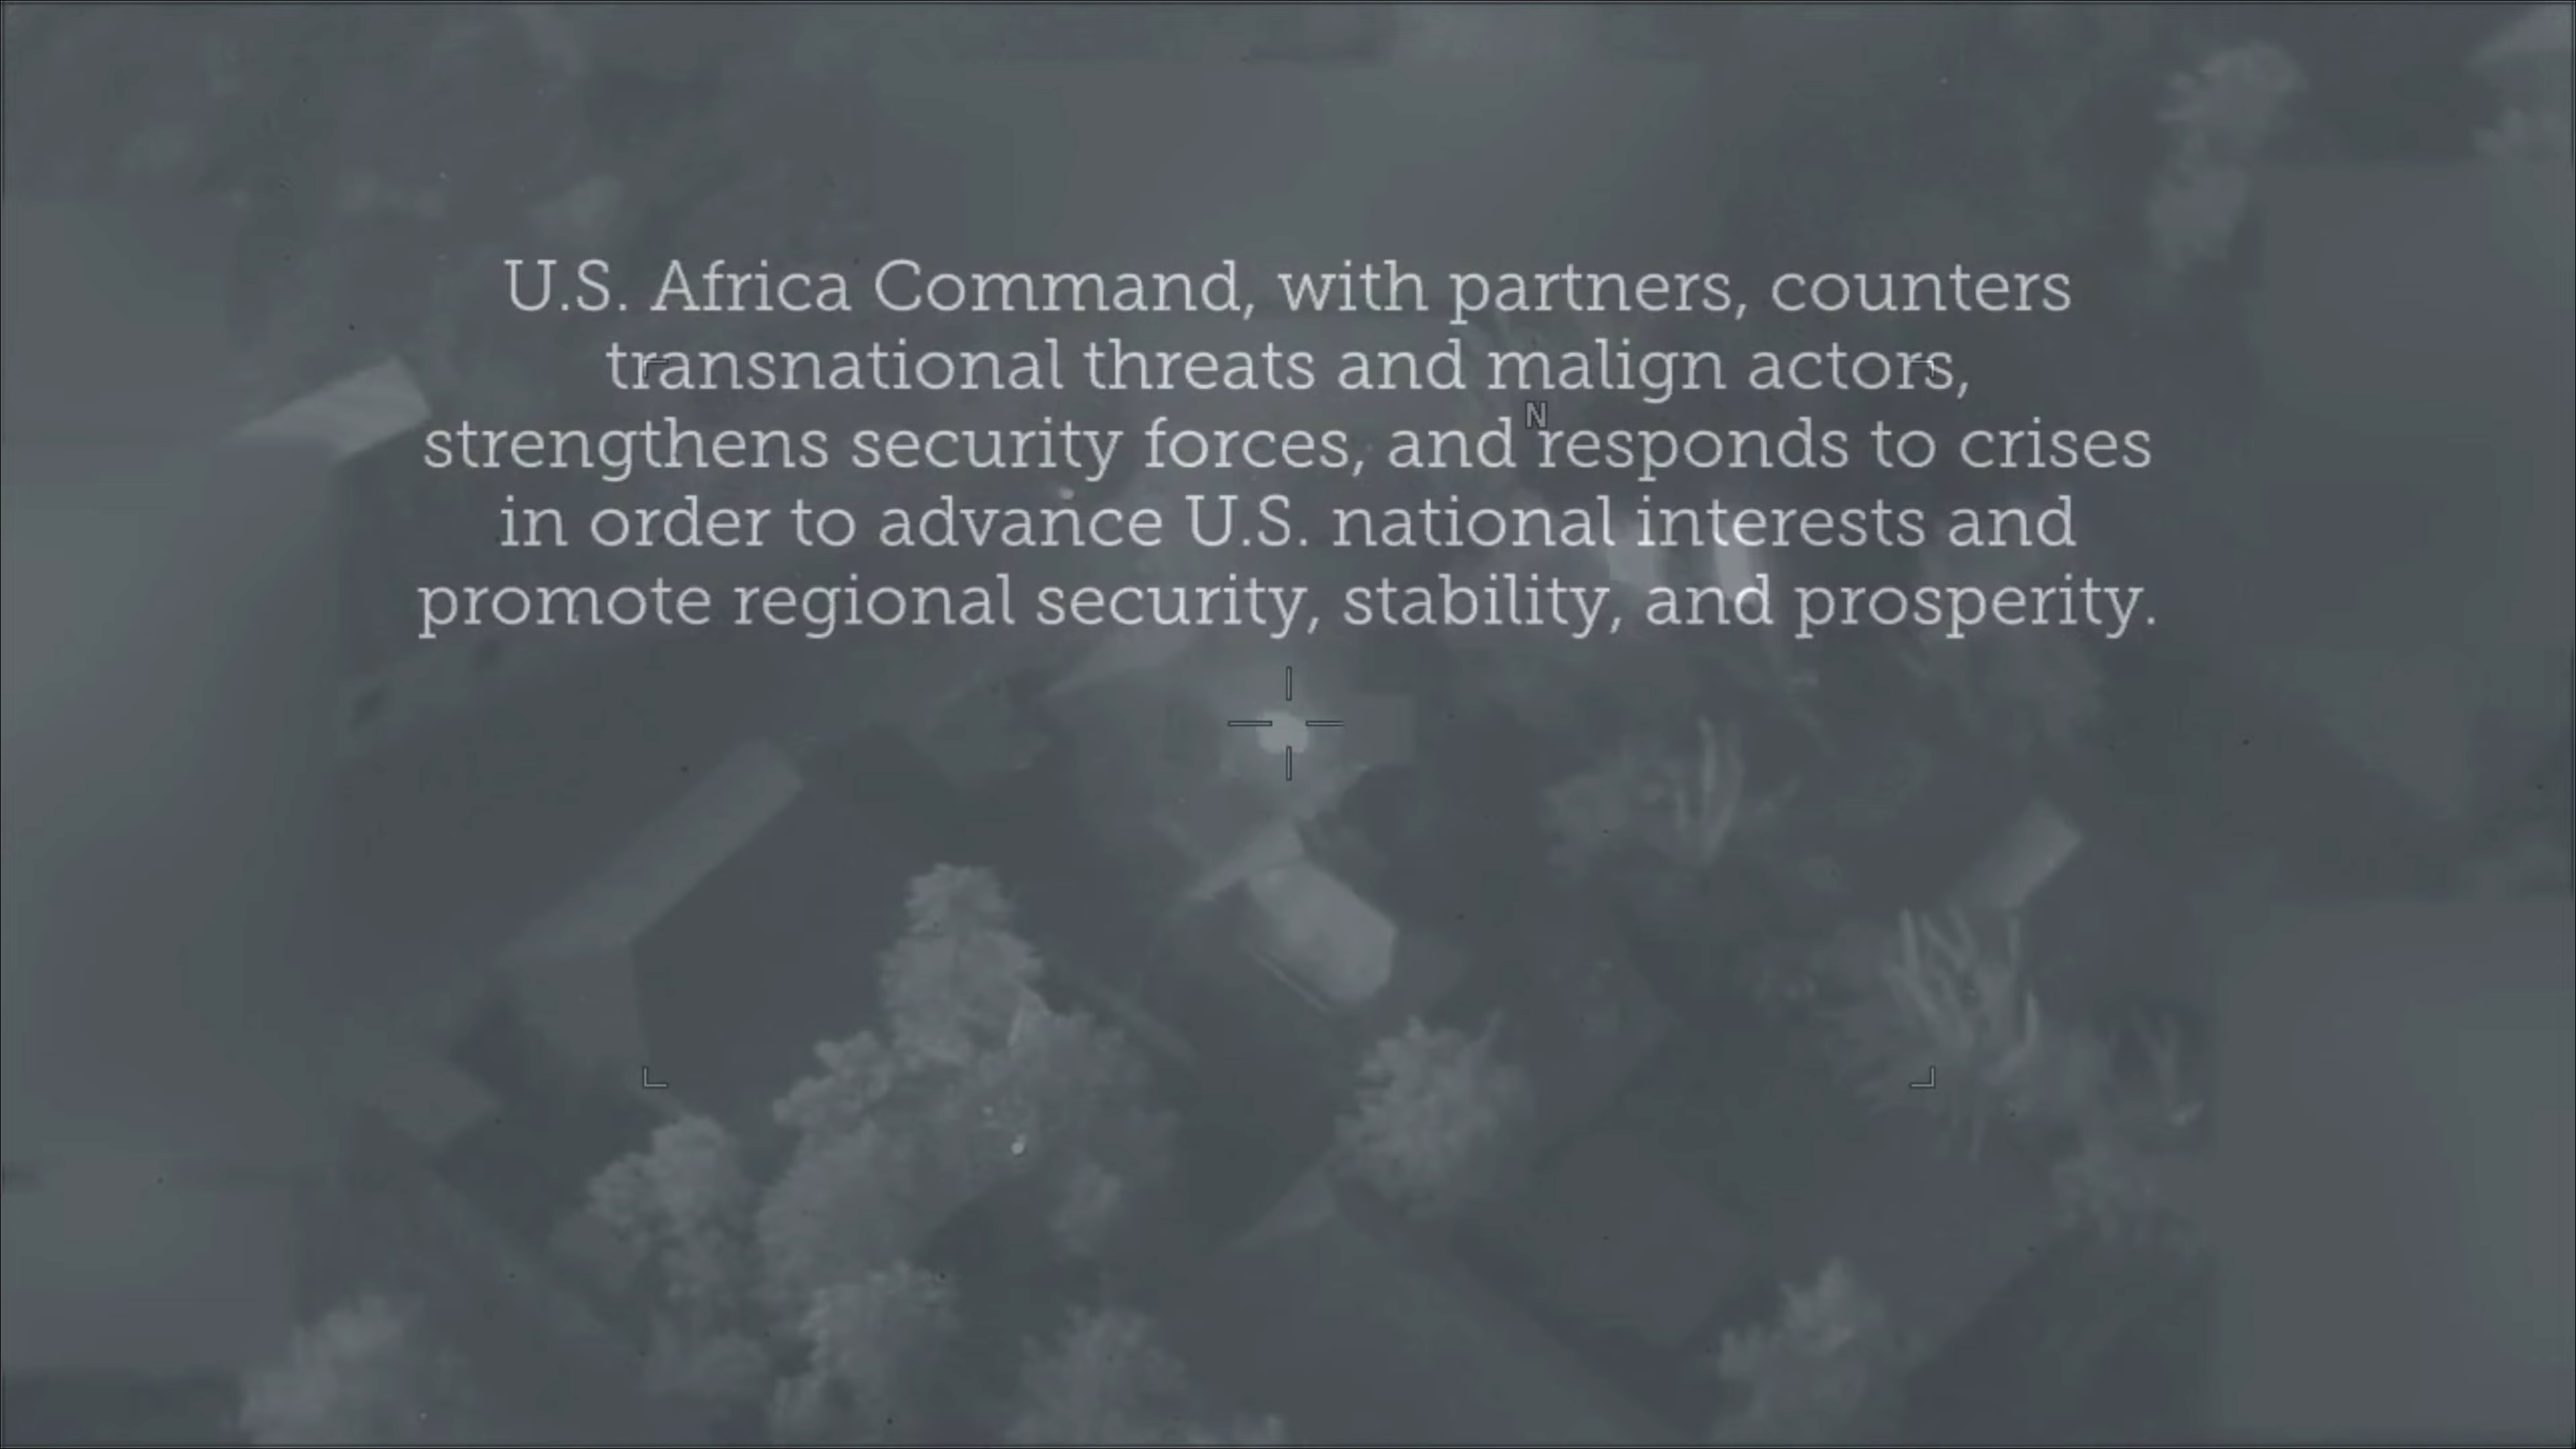 U.S. Africa Command, with partners, counters
transnational threats and malign actors,
N
strengthens security forces, and responds to crises
in order to advance U.S. national interests and
promote regional security, stability, and prosperity.